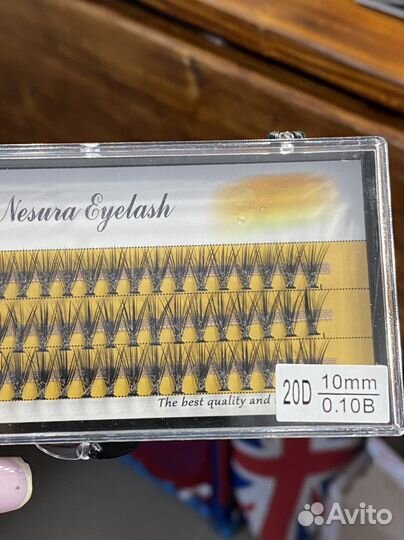 Nesura Eyelash
The best quality and
20D 10mm
0.10B
Avito